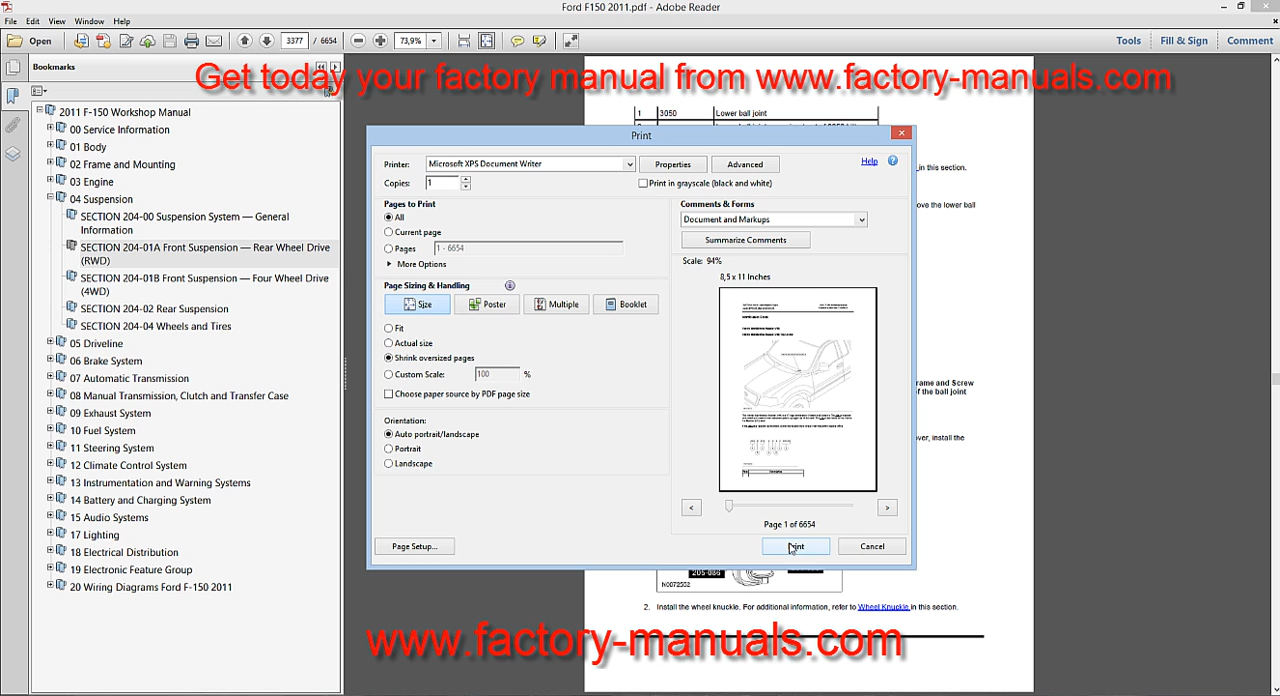 Ford F150 2011.pdf - Adobe Reader
File Edit View Window Help
Open 3377 / 6654 73,9% Tools Fill & Sign Comment
Bookmarks
Get today your factory manual from www.factory-manuals.com
2011 F-150 Workshop Manual
00 Service Information
01 Body
02 Frame and Mounting
03 Engine
04 Suspension
SECTION 204-00 Suspension System — General
Information
SECTION 204-01A Front Suspension — Rear Wheel Drive
(RWD)
SECTION 204-01B Front Suspension — Four Wheel Drive
(4WD)
SECTION 204-02 Rear Suspension
SECTION 204-04 Wheels and Tires
05 Driveline
06 Brake System
07 Automatic Transmission
08 Manual Transmission, Clutch and Transfer Case
09 Exhaust System
10 Fuel System
11 Steering System
12 Climate Control System
13 Instrumentation and Warning Systems
14 Battery and Charging System
15 Audio Systems
17 Lighting
18 Electrical Distribution
19 Electronic Feature Group
20 Wiring Diagrams Ford F-150 2011
1 3050 Lower ball joint
Print
Printer: Microsoft XPS Document Writer Properties Advanced Help
Copies: 1 Print in grayscale (black and white)
Pages to Print
All
Current page
Pages 1 - 6654
More Options
Page Sizing & Handling
Size Poster Multiple Booklet
Fit
Actual size
Shrink oversized pages
Custom Scale: 100 %
Choose paper source by PDF page size
Orientation:
Auto portrait/landscape
Portrait
Landscape
Comments & Forms
Document and Markups
Summarize Comments
Scale: 94%
8,5 x 11 Inches
< >
Page 1 of 6654
Page Setup... Print Cancel
in this section.
ove the lower ball
rame and Screw
f the ball joint
ver, install the
N0072552
2. Install the wheel knuckle. For additional information, refer to Wheel Knuckle in this section.
www.factory-manuals.com